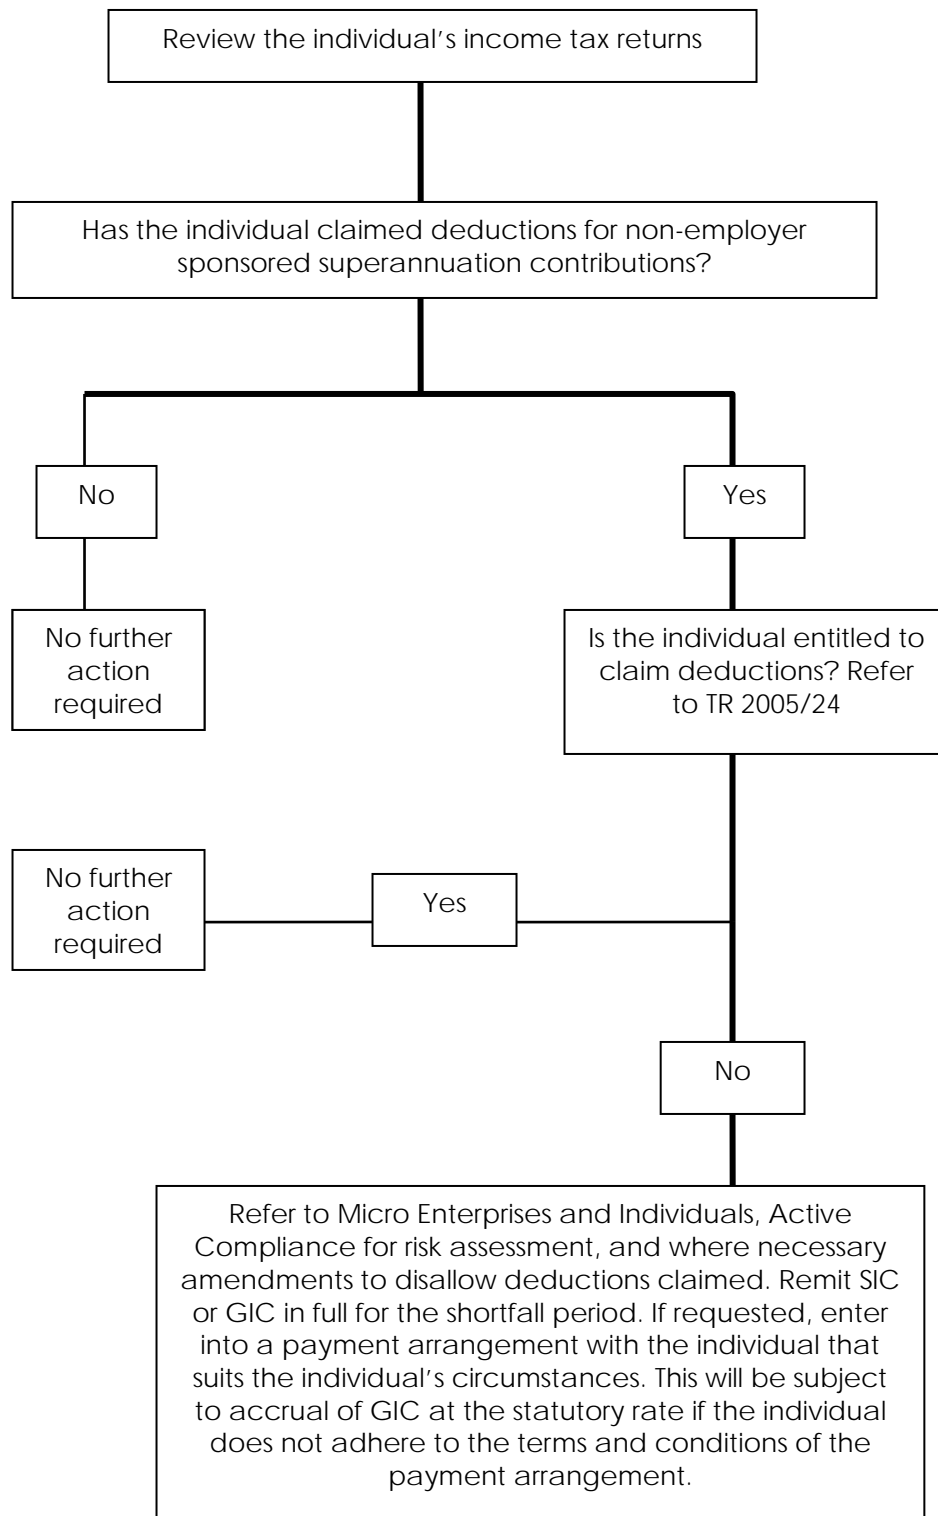 Review the individual's income tax returns
Has the individual claimed deductions for non-employer
sponsored superannuation contributions?
No
Yes
No further
action
required
Is the individual entitled to
claim deductions? Refer
to TR 2005/24
No further
action
required
Yes
No
Refer to Micro Enterprises and Individuals, Active
Compliance for risk assessment, and where necessary
amendments to disallow deductions claimed. Remit SIC
or GIC in full for the shortfall period. If requested, enter
into a payment arrangement with the individual that
suits the individual's circumstances. This will be subject
to accrual of GIC at the statutory rate if the individual
does not adhere to the terms and conditions of the
payment arrangement.